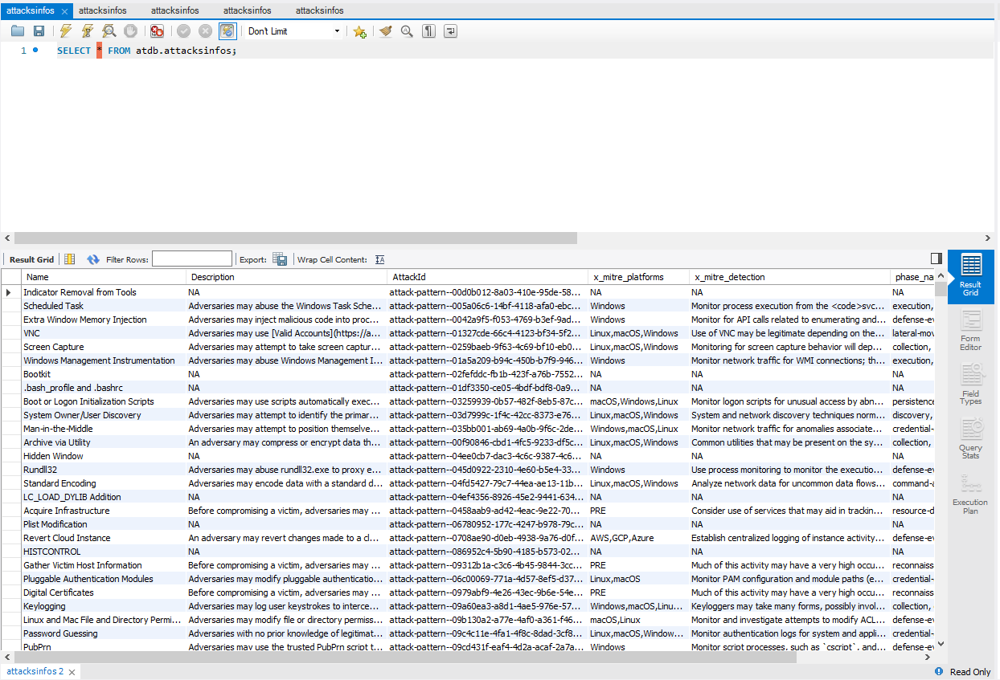 attacksinfos attacksinfos attacksinfos attacksinfos attacksinfos
Don't Limit
1 SELECT * FROM atdb.attacksinfos;
Result Grid Filter Rows: Export: Wrap Cell Content:
Name Description AttackId x_mitre_platforms x_mitre_detection phase_na
Indicator Removal from Tools NA attack-pattern--00d0b012-8a03-410e-95de-58... NA NA NA
Scheduled Task Adversaries may abuse the Windows Task Sche... attack-pattern--005a06c6-14bf-4118-afa0-ebc... Windows Monitor process execution from the <code>svc... execution,
Extra Window Memory Injection Adversaries may inject malicious code into proc... attack-pattern--0042a9f5-f053-4769-b3ef-9ad... Windows Monitor for API calls related to enumerating and... defense-ev
VNC Adversaries may use [Valid Accounts](https://a... attack-pattern--01327cde-66c4-4123-bf34-5f2... Linux,macOS,Windows Use of VNC may be legitimate depending on the... lateral-mov
Screen Capture Adversaries may attempt to take screen captur... attack-pattern--0259baeb-9f63-4c69-bf10-eb0... Linux,macOS,Windows Monitoring for screen capture behavior will dep... collection,
Windows Management Instrumentation Adversaries may abuse Windows Management I... attack-pattern--01a5a209-b94c-450b-b7f9-946... Windows Monitor network traffic for WMI connections; th... execution,
Bootkit NA attack-pattern--02fefddc-fb1b-423f-a76b-7552... NA NA NA
.bash_profile and .bashrc NA attack-pattern--01df3350-ce05-4bdf-bdf8-0a9... NA NA NA
Boot or Logon Initialization Scripts Adversaries may use scripts automatically exec... attack-pattern--03259939-0b57-482f-8eb5-87c... macOS,Windows,Linux Monitor logon scripts for unusual access by abn... persistence
System Owner/User Discovery Adversaries may attempt to identify the primar... attack-pattern--03d7999c-1f4c-42cc-8373-e76... Linux,macOS,Windows System and network discovery techniques norm... discovery,
Man-in-the-Middle Adversaries may attempt to position themselve... attack-pattern--035bb001-ab69-4a0b-9f6c-2de... Windows,macOS,Linux Monitor network traffic for anomalies associate... credential-
Archive via Utility An adversary may compress or encrypt data th... attack-pattern--00f90846-cbd1-4fc5-9233-df5c... Linux,macOS,Windows Common utilities that may be present on the sy... collection,
Hidden Window NA attack-pattern--04ee0cb7-dac3-4c6c-9387-4c6... NA NA NA
Rundll32 Adversaries may abuse rundll32.exe to proxy e... attack-pattern--045d0922-2310-4e60-b5e4-33... Windows Use process monitoring to monitor the executio... defense-ev
Standard Encoding Adversaries may encode data with a standard d... attack-pattern--04fd5427-79c7-44ea-ae13-11b... Linux,macOS,Windows Analyze network data for uncommon data flows... command-a
LC_LOAD_DYLIB Addition NA attack-pattern--04ef4356-8926-45e2-9441-634... NA NA NA
Acquire Infrastructure Before compromising a victim, adversaries may ... attack-pattern--0458aab9-ad42-4eac-9e22-70... PRE Consider use of services that may aid in trackin... resource-d
Plist Modification NA attack-pattern--06780952-177c-4247-b978-79c... NA NA NA
Revert Cloud Instance An adversary may revert changes made to a cl... attack-pattern--0708ae90-d0eb-4938-9a76-d0f... AWS,GCP,Azure Establish centralized logging of instance activity... defense-ev
HISTCONTROL NA attack-pattern--086952c4-5b90-4185-b573-02... NA NA NA
Gather Victim Host Information Before compromising a victim, adversaries may ... attack-pattern--09312b1a-c3c6-4b45-9844-3cc... PRE Much of this activity may have a very high occu... reconnaiss
Pluggable Authentication Modules Adversaries may modify pluggable authenticatio... attack-pattern--06c00069-771a-4d57-8ef5-d37... Linux,macOS Monitor PAM configuration and module paths (e... credential-
Digital Certificates Before compromising a victim, adversaries may ... attack-pattern--0979abf9-4e26-43ec-9b6e-54e... PRE Much of this activity may have a very high occu... reconnaiss
Keylogging Adversaries may log user keystrokes to interce... attack-pattern--09a60ea3-a8d1-4ae5-976e-57... Windows,macOS,Linu... Keyloggers may take many forms, possibly invol... collection,
Linux and Mac File and Directory Permi... Adversaries may modify file or directory permiss... attack-pattern--09b130a2-a77e-4af0-a361-f46... macOS,Linux Monitor and investigate attempts to modify ACL... defense-ev
Password Guessing Adversaries with no prior knowledge of legitimat... attack-pattern--09c4c11e-4fa1-4f8c-8dad-3cf8... Linux,macOS,Window... Monitor authentication logs for system and appli... credential-
PubPrn Adversaries may use the trusted PubPrn script t... attack-pattern--09cd431f-eaf4-4d2a-acaf-2a7a... Windows Monitor script processes, such as `cscript`, and... defense-ev
Result
Grid
Form
Editor
Field
Types
Query
Stats
Execution
Plan
attacksinfos 2 Read Only